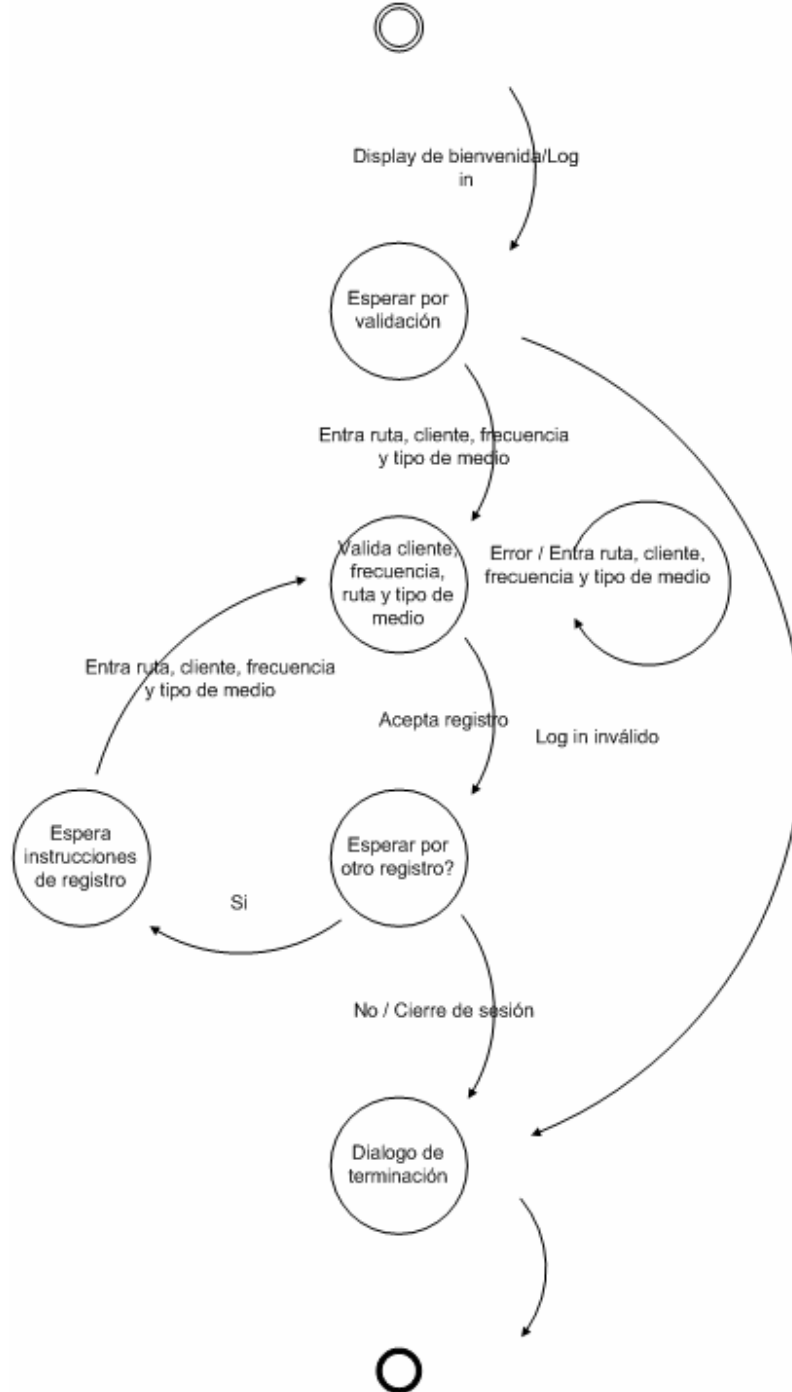 Display de bienvenida/Log
in
Esperar por
validación
Entra ruta, cliente, frecuencia
y tipo de medio
Valida cliente,
frecuencia,
ruta y tipo de
medio
Error / Entra ruta, cliente,
frecuencia y tipo de medio
Entra ruta, cliente, frecuencia
y tipo de medio
Acepta registro
Log in inválido
Espera
instrucciones
de registro
Esperar por
otro registro?
Si
No / Cierre de sesión
Dialogo de
terminación